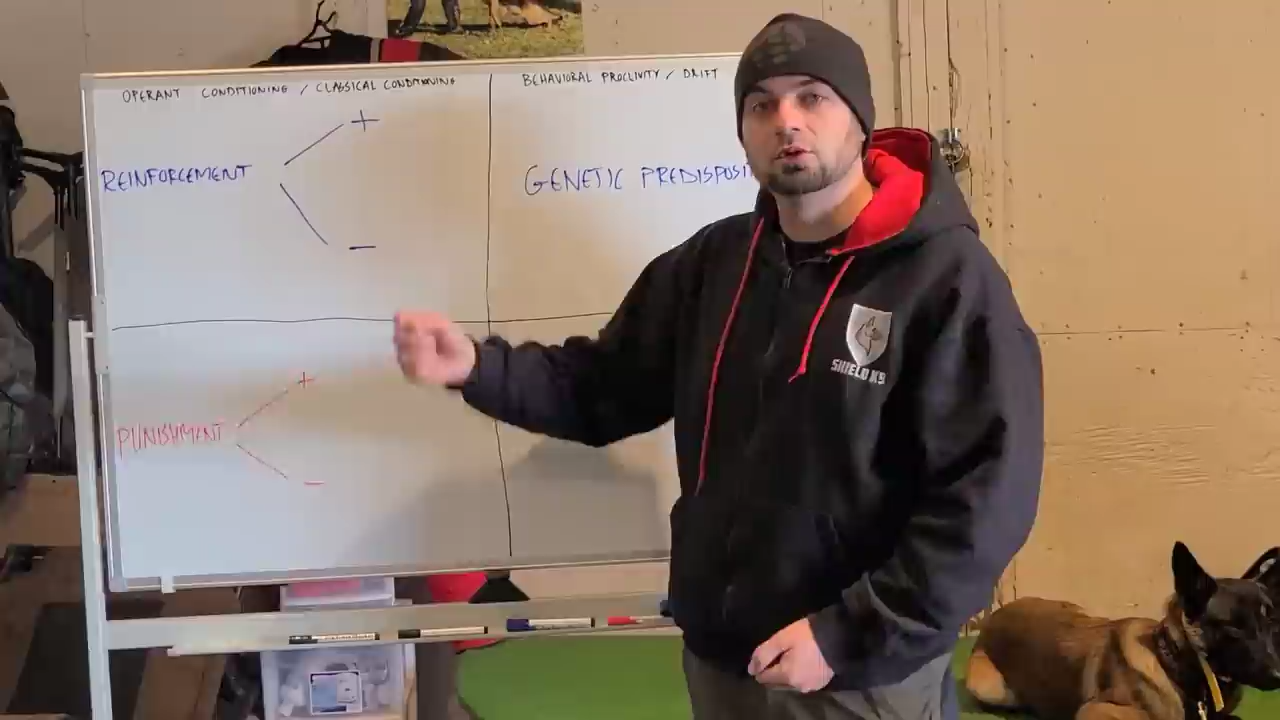 OPERANT CONDITIONING / CLASSICAL CONDITIONING
BEHAVIORAL PROCLIVITY / DRIFT
+
REINFORCEMENT
GENETIC PREDISPOSIT
−
+
PUNISHMENT
−
SHIELD K9